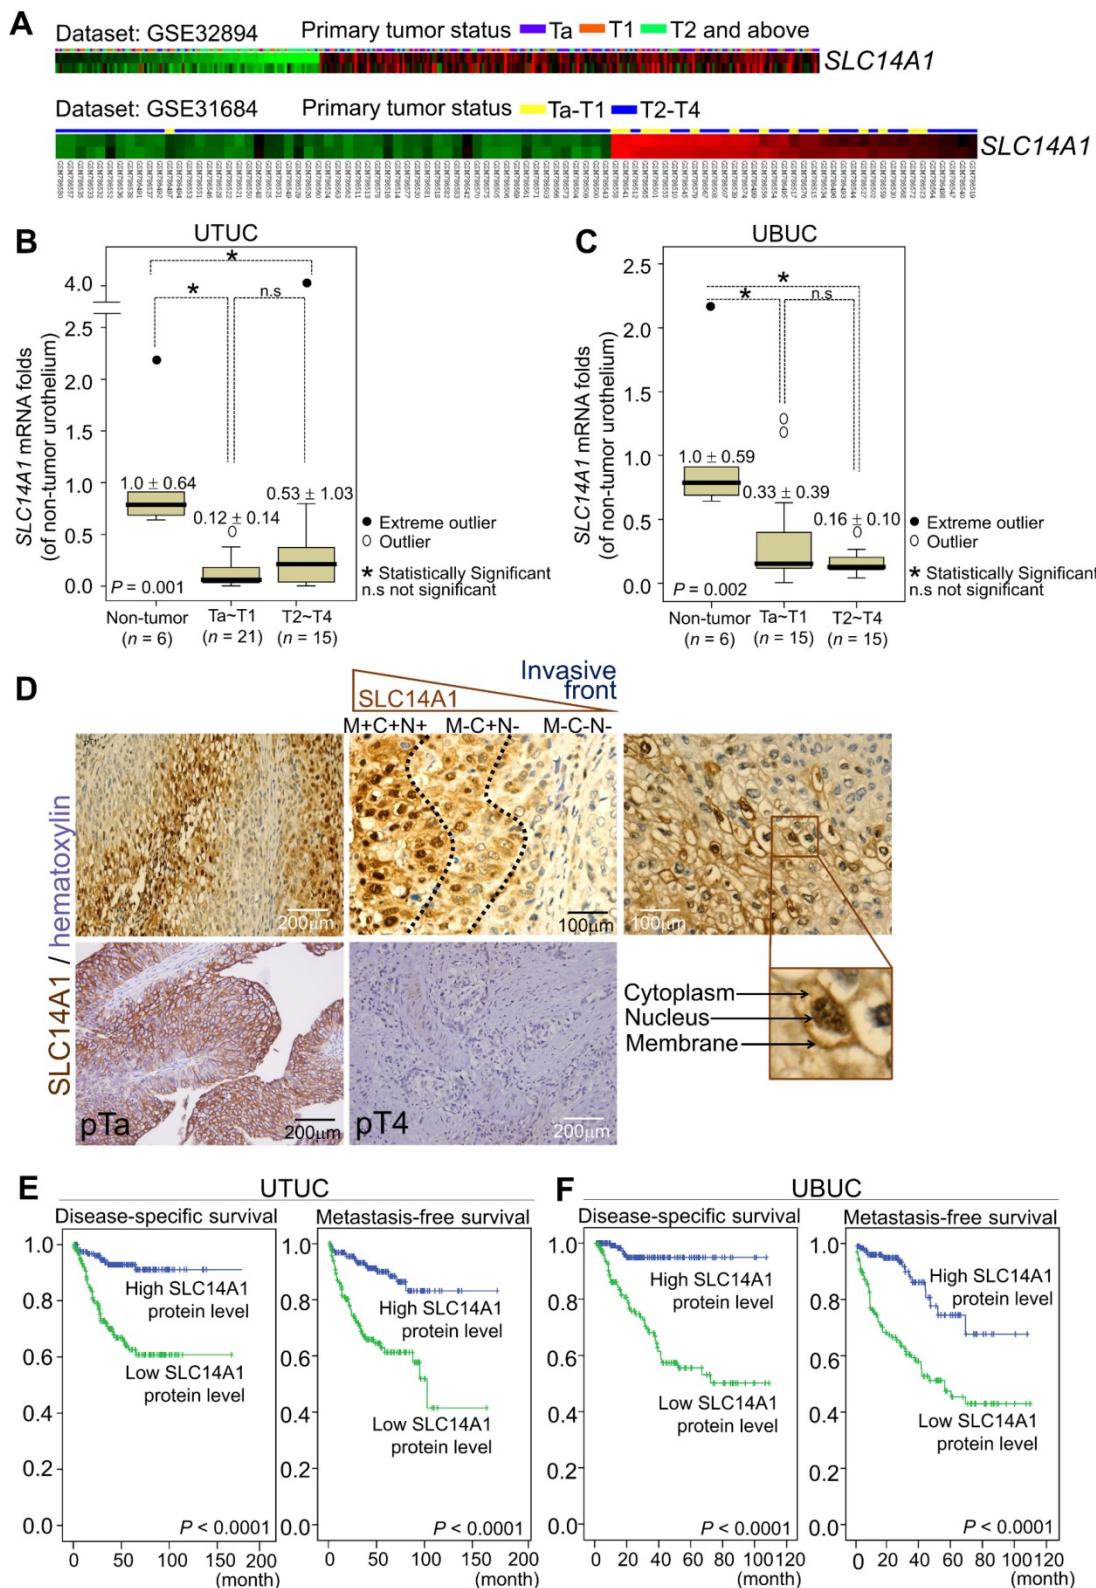 A
Dataset: GSE32894 Primary tumor status Ta T1 T2 and above
SLC14A1
Dataset: GSE31684 Primary tumor status Ta-T1 T2-T4
SLC14A1
B
UTUC
SLC14A1 mRNA folds
(of non-tumor urothelium)
4.0
2.5
2.0
1.0
0.5
0.0
*
*
n.s
1.0 ± 0.64
0.12 ± 0.14
0.53 ± 1.03
P = 0.001
Non-tumor
(n = 6)
Ta~T1
(n = 21)
T2~T4
(n = 15)
Extreme outlier
Outlier
* Statistically Significant
n.s not significant
C
UBUC
SLC14A1 mRNA folds
(of non-tumor urothelium)
2.5
2.0
1.5
1.0
0.5
0.0
*
*
n.s
1.0 ± 0.59
0.33 ± 0.39
0.16 ± 0.10
P = 0.002
Non-tumor
(n = 6)
Ta~T1
(n = 15)
T2~T4
(n = 15)
Extreme outlier
Outlier
* Statistically Significant
n.s not significant
D
SLC14A1 / hematoxylin
SLC14A1
Invasive
front
M+C+N+ M-C+N- M-C-N-
200μm
100μm
100μm
pTa
200μm
pT4
200μm
Cytoplasm
Nucleus
Membrane
E
UTUC
Disease-specific survival
1.0
0.8
0.6
0.4
0.2
0.0
High SLC14A1
protein level
Low SLC14A1
protein level
P < 0.0001
0 50 100 150 200
(month)
Metastasis-free survival
1.0
0.8
0.6
0.4
0.2
0.0
High SLC14A1
protein level
Low SLC14A1
protein level
P < 0.0001
0 50 100 150 200
(month)
F
UBUC
Disease-specific survival
1.0
0.8
0.6
0.4
0.2
0.0
High SLC14A1
protein level
Low SLC14A1
protein level
P < 0.0001
0 20 40 60 80 100 120
(month)
Metastasis-free survival
1.0
0.8
0.6
0.4
0.2
0.0
High SLC14A1
protein level
Low SLC14A1
protein level
P < 0.0001
0 20 40 60 80 100 120
(month)